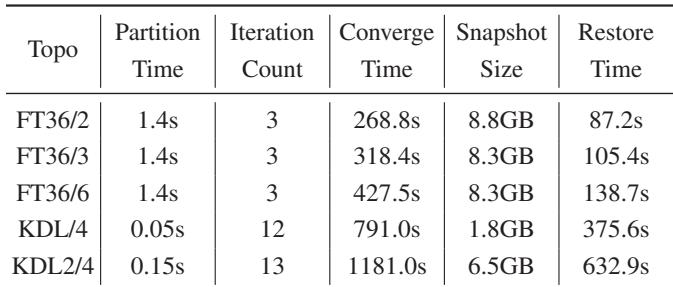 Topo Partition Time Iteration Count Converge Time Snapshot Size Restore Time
FT36/2 1.4s 3 268.8s 8.8GB 87.2s
FT36/3 1.4s 3 318.4s 8.3GB 105.4s
FT36/6 1.4s 3 427.5s 8.3GB 138.7s
KDL/4 0.05s 12 791.0s 1.8GB 375.6s
KDL2/4 0.15s 13 1181.0s 6.5GB 632.9s